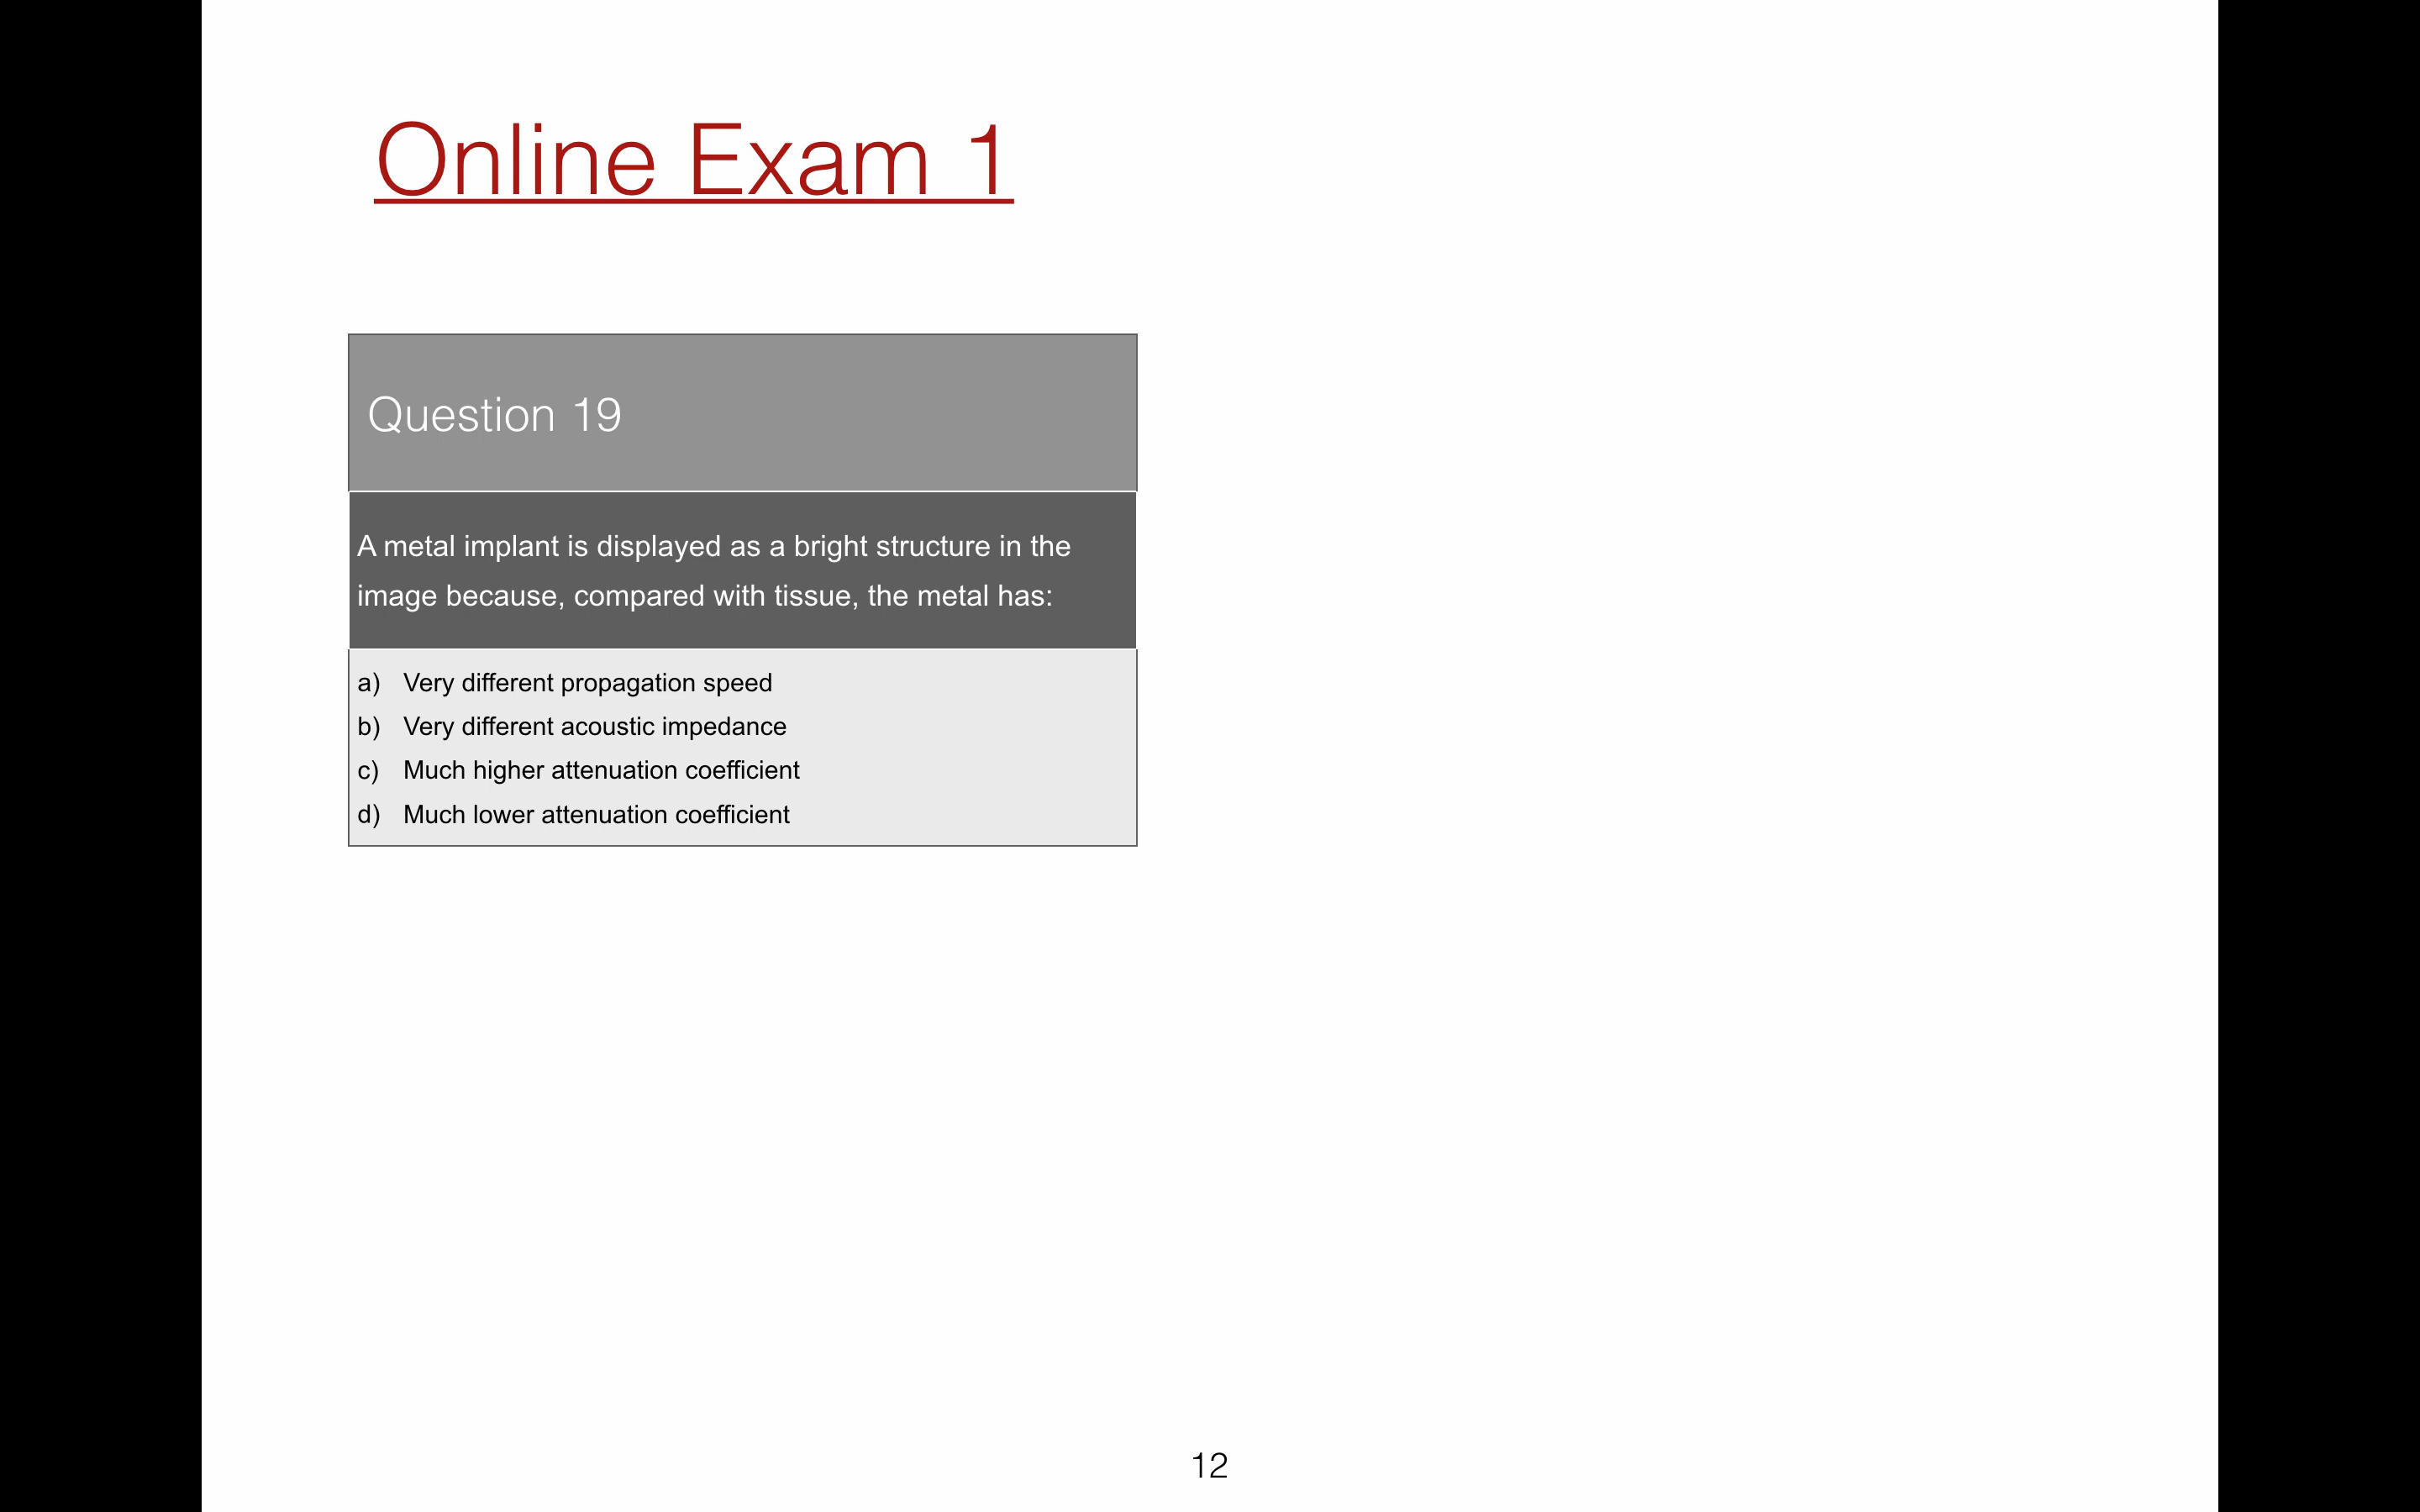 Online Exam 1
Question 19
A metal implant is displayed as a bright structure in the
image because, compared with tissue, the metal has:
a) Very different propagation speed
b) Very different acoustic impedance
c) Much higher attenuation coefficient
d) Much lower attenuation coefficient
12